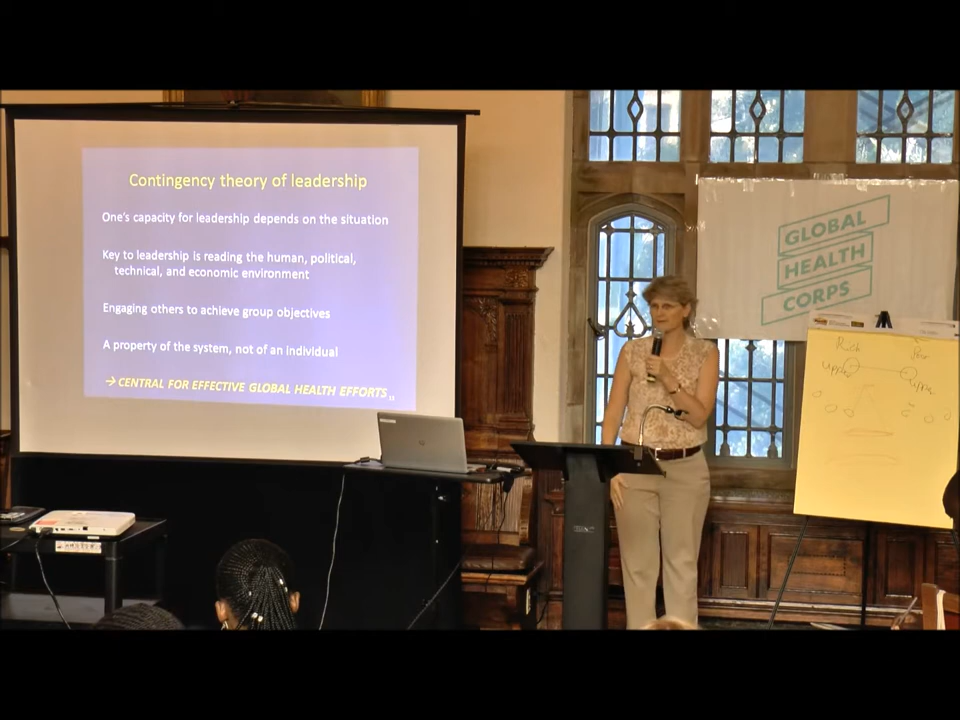 Contingency theory of leadership
One's capacity for leadership depends on the situation
Key to leadership is reading the human, political,
technical, and economic environment
Engaging others to achieve group objectives
A property of the system, not of an individual
→ CENTRAL FOR EFFECTIVE GLOBAL HEALTH EFFORTS
GLOBAL
HEALTH
CORPS
Rich
Poor
upper